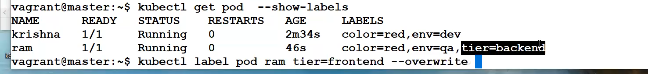 vagrant@master:~$ kubectl get pod --show-labels
NAME READY STATUS RESTARTS AGE LABELS
krishna 1/1 Running 0 2m34s color=red,env=dev
ram 1/1 Running 0 46s color=red,env=qa,tier=backend
vagrant@master:~$ kubectl label pod ram tier=frontend --overwrite